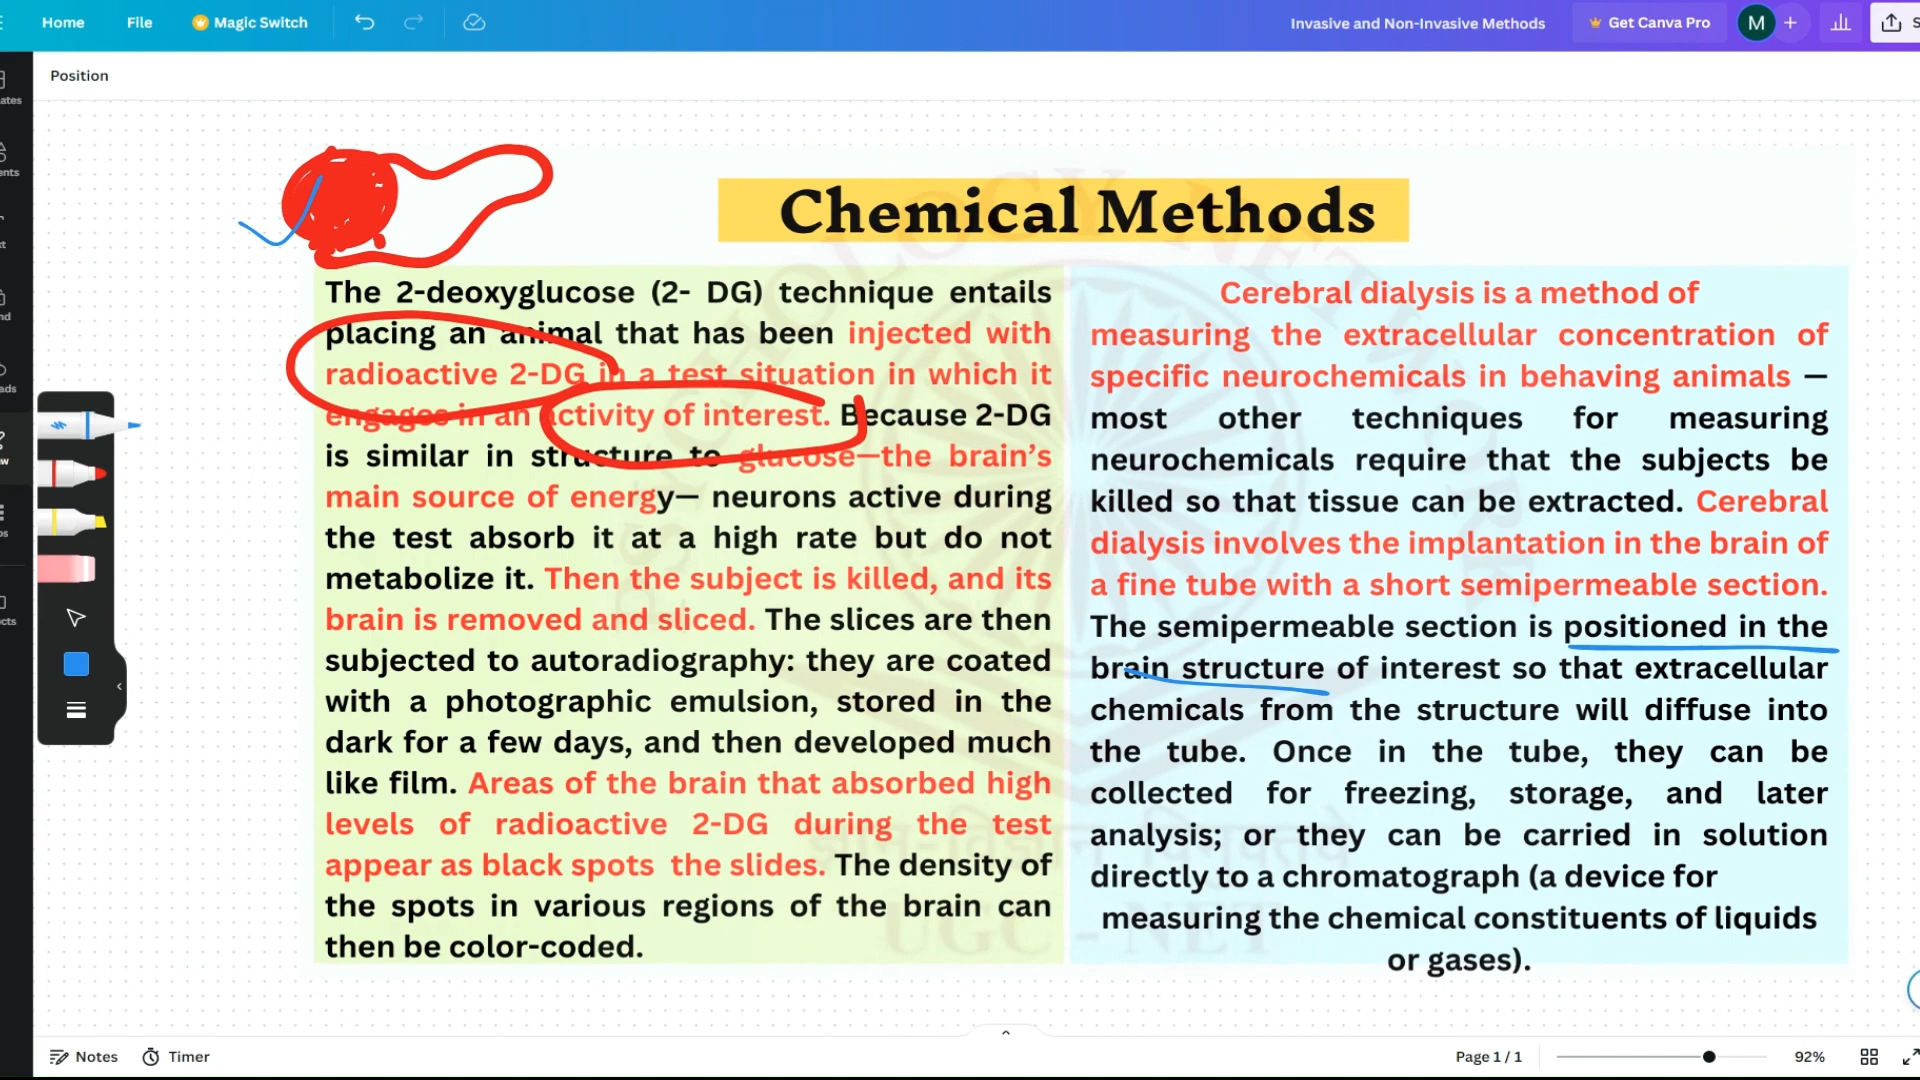 Home File Magic Switch Invasive and Non-Invasive Methods Get Canva Pro M +
Position
Chemical Methods
The 2-deoxyglucose (2- DG) technique entails
placing an animal that has been injected with
radioactive 2-DG in a test situation in which it
engages in an activity of interest. Because 2-DG
is similar in structure to glucose—the brain's
main source of energy— neurons active during
the test absorb it at a high rate but do not
metabolize it. Then the subject is killed, and its
brain is removed and sliced. The slices are then
subjected to autoradiography: they are coated
with a photographic emulsion, stored in the
dark for a few days, and then developed much
like film. Areas of the brain that absorbed high
levels of radioactive 2-DG during the test
appear as black spots the slides. The density of
the spots in various regions of the brain can
then be color-coded.
Cerebral dialysis is a method of
measuring the extracellular concentration of
specific neurochemicals in behaving animals —
most other techniques for measuring
neurochemicals require that the subjects be
killed so that tissue can be extracted. Cerebral
dialysis involves the implantation in the brain of
a fine tube with a short semipermeable section.
The semipermeable section is positioned in the
brain structure of interest so that extracellular
chemicals from the structure will diffuse into
the tube. Once in the tube, they can be
collected for freezing, storage, and later
analysis; or they can be carried in solution
directly to a chromatograph (a device for
measuring the chemical constituents of liquids
or gases).
PSYCHOLOGY NETWORK
UGC - NET
Notes Timer Page 1 / 1 92%